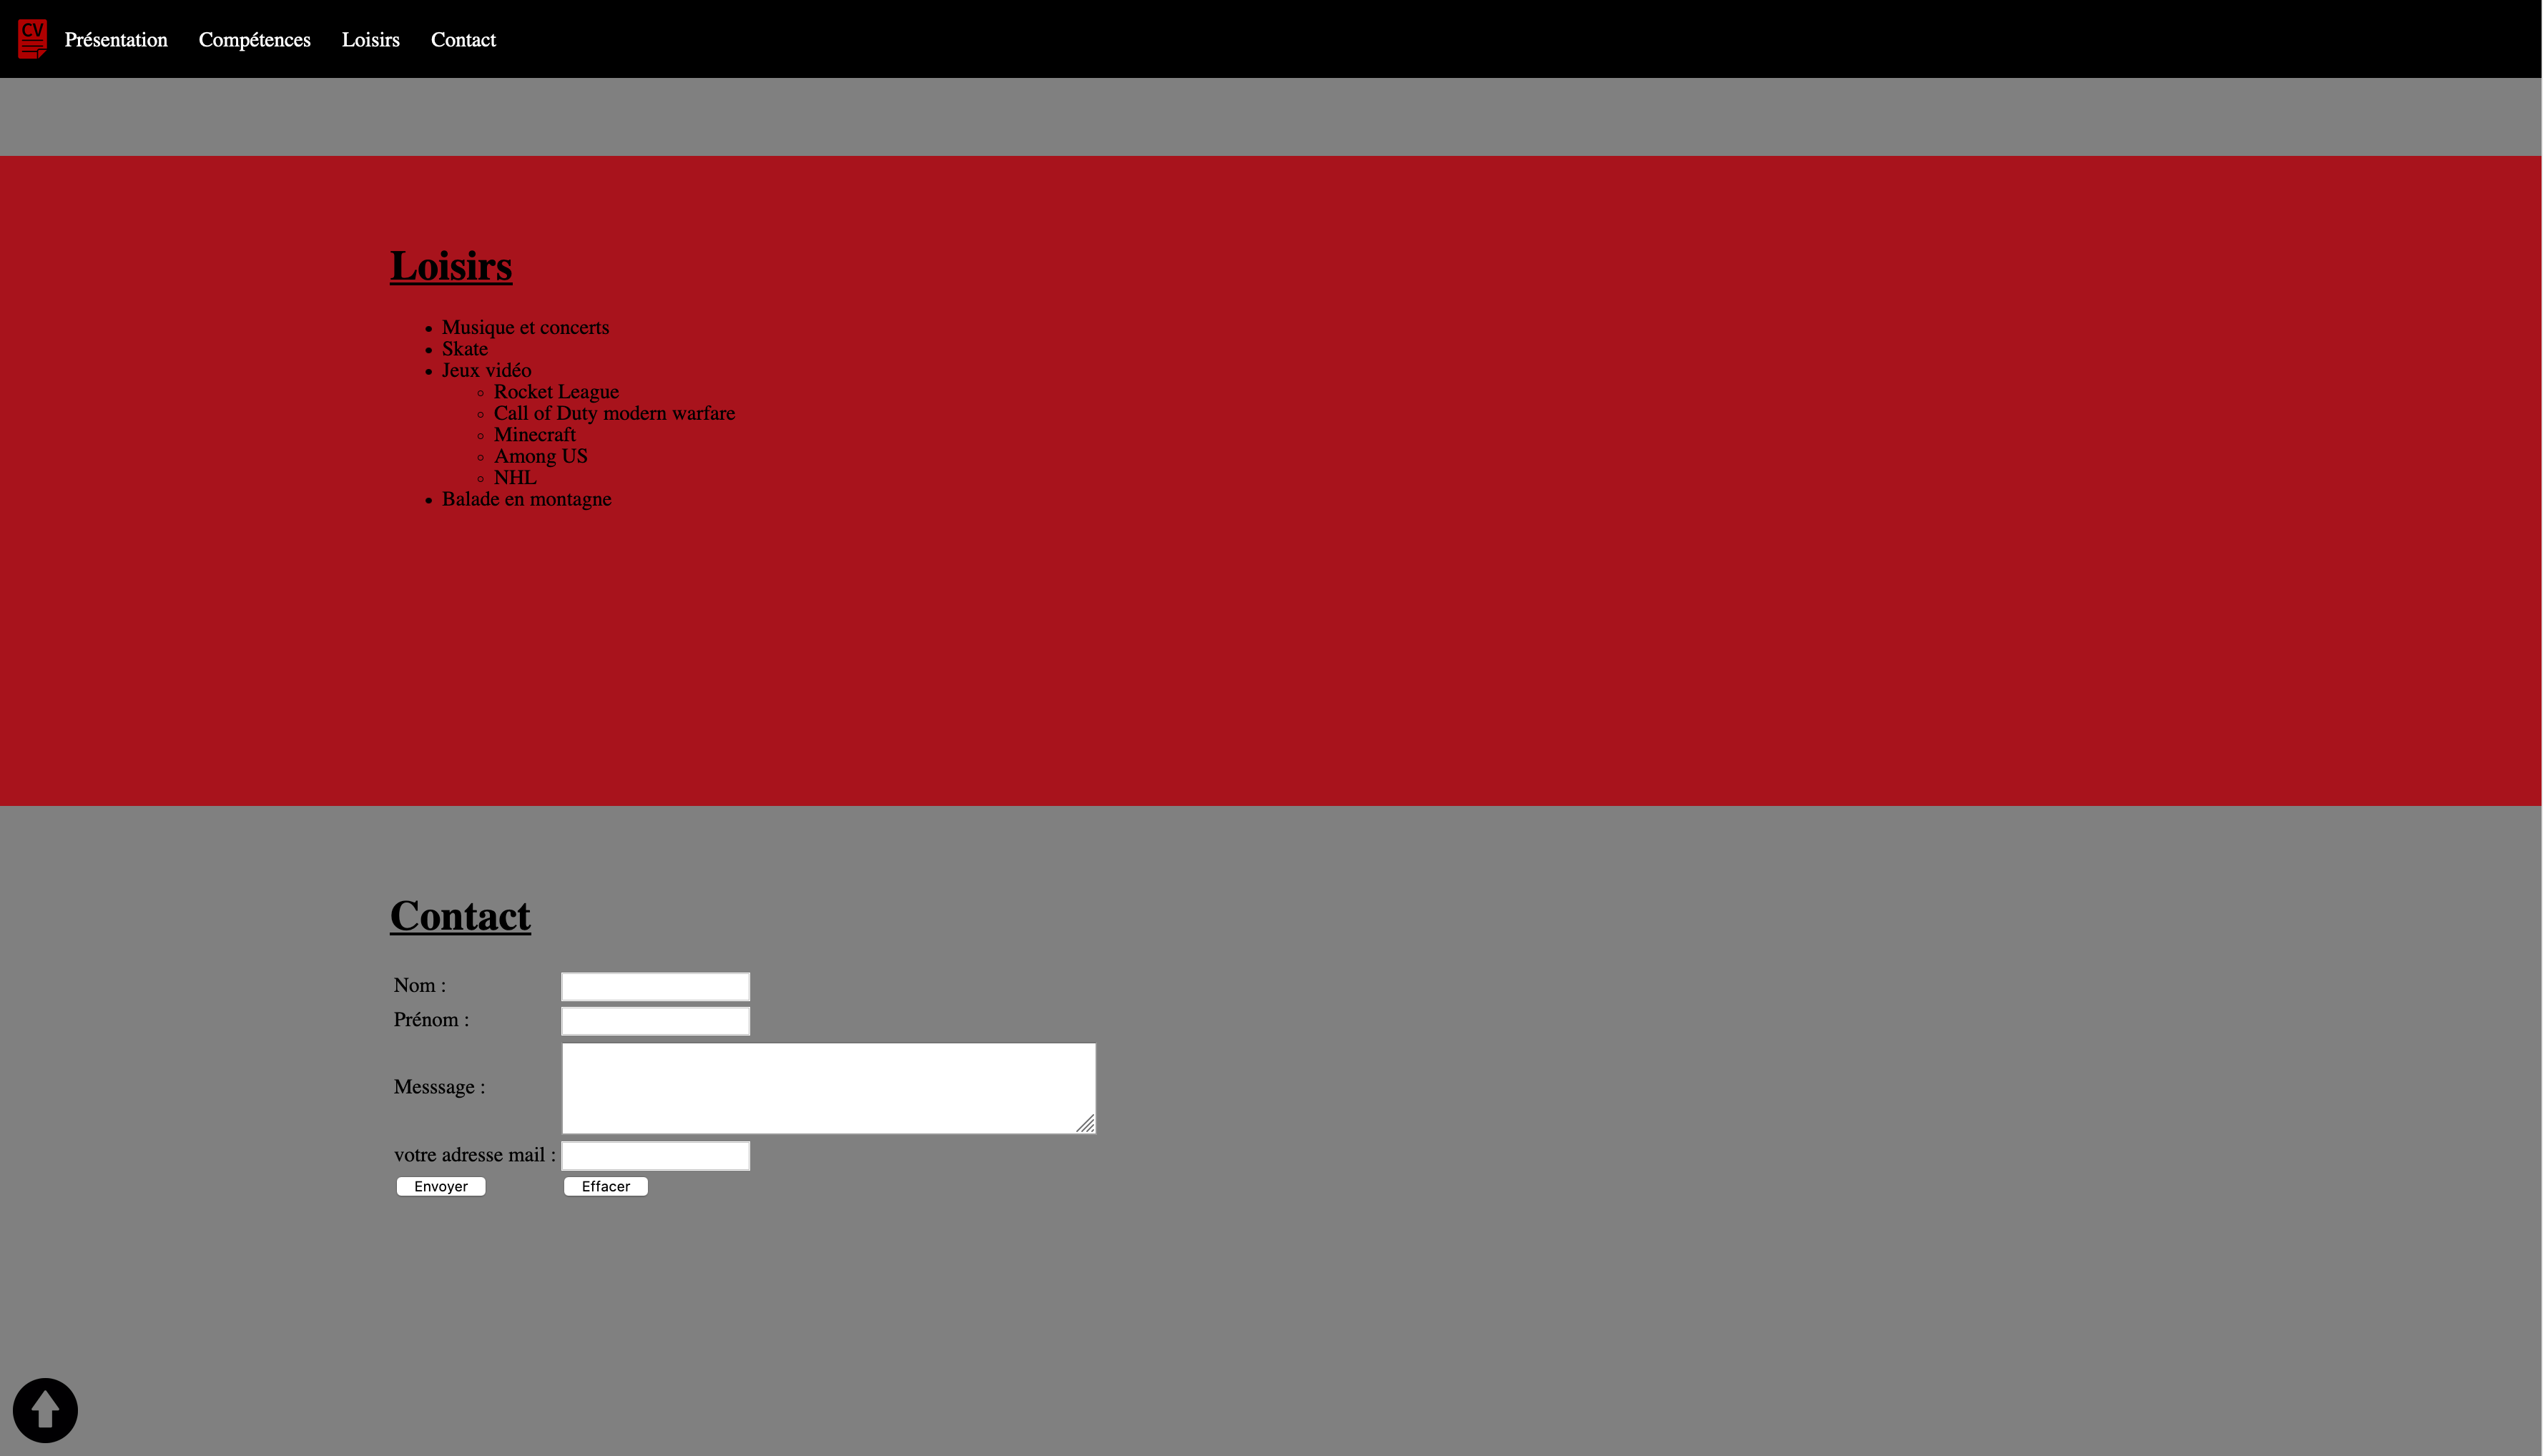 CV
Présentation Compétences Loisirs Contact
Loisirs
Musique et concerts
Skate
Jeux vidéo
Rocket League
Call of Duty modern warfare
Minecraft
Among US
NHL
Balade en montagne
Contact
Nom :
Prénom :
Messsage :
votre adresse mail :
Envoyer Effacer